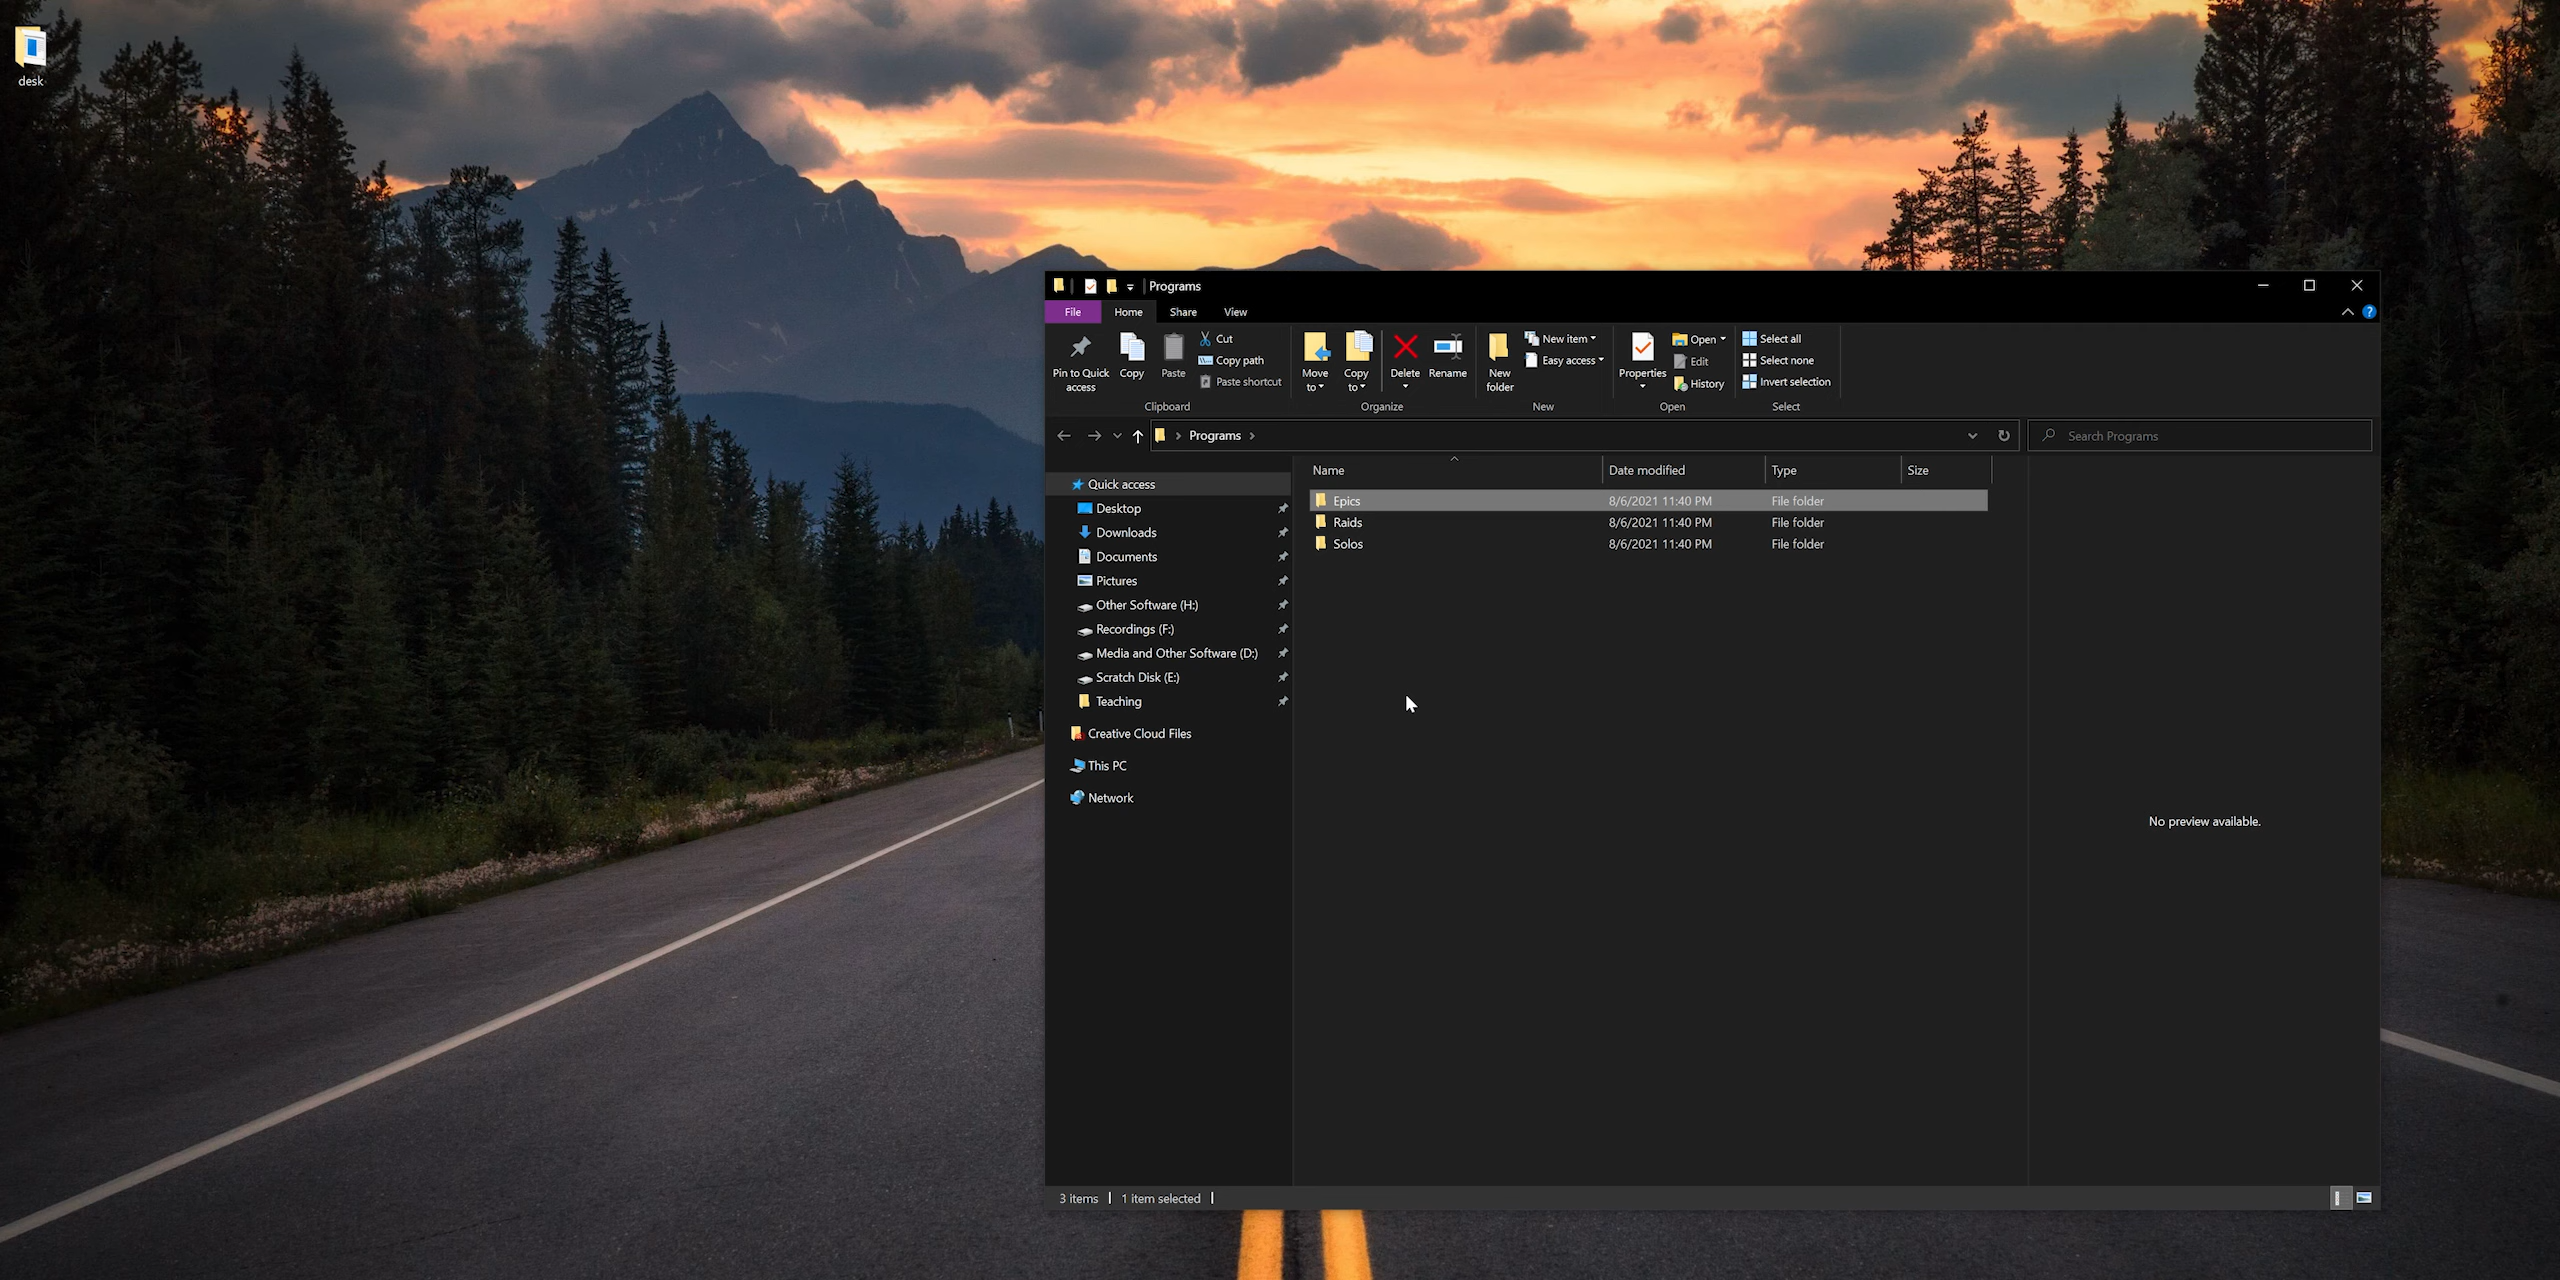 desk
Programs
File Home Share View
Pin to Quick access
Copy
Paste
Cut
Copy path
Paste shortcut
Clipboard
Move to
Copy to
Delete
Rename
Organize
New folder
New item
Easy access
New
Properties
Open
Edit
History
Open
Select all
Select none
Invert selection
Select
Programs
Search Programs
Quick access
Desktop
Downloads
Documents
Pictures
Other Software (H:)
Recordings (F:)
Media and Other Software (D:)
Scratch Disk (E:)
Teaching
Creative Cloud Files
This PC
Network
Name Date modified Type Size
Epics 8/6/2021 11:40 PM File folder
Raids 8/6/2021 11:40 PM File folder
Solos 8/6/2021 11:40 PM File folder
No preview available.
3 items 1 item selected